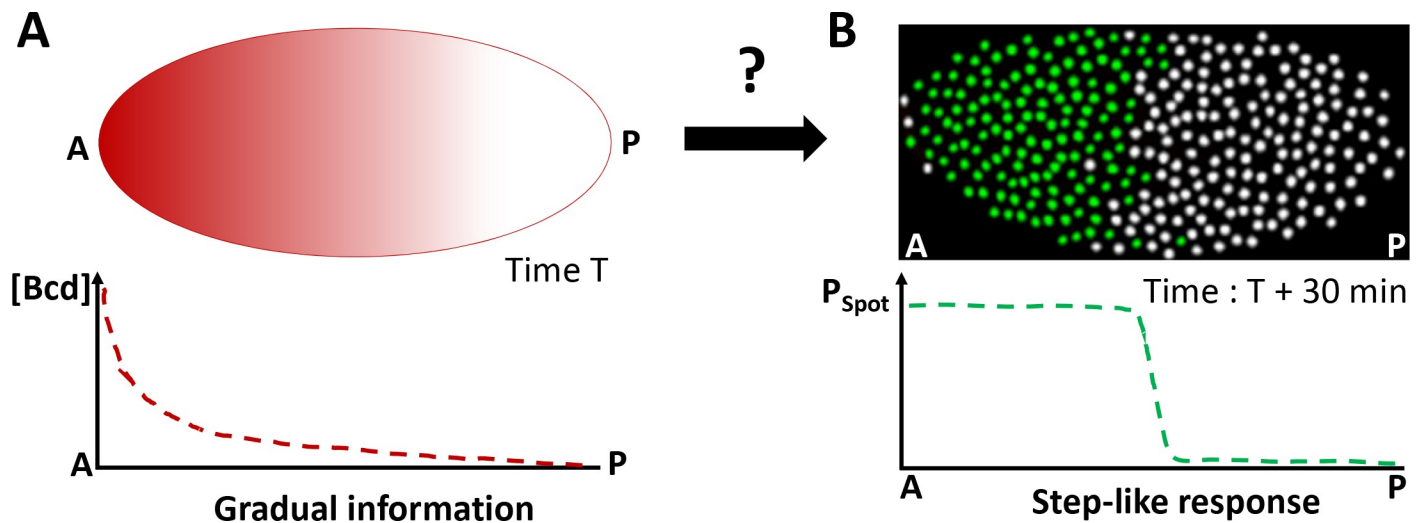 A
A
P
Time T
[Bcd]
A
P
Gradual information
?
B
A
P
Time : T + 30 min
PSpot
A
P
Step-like response